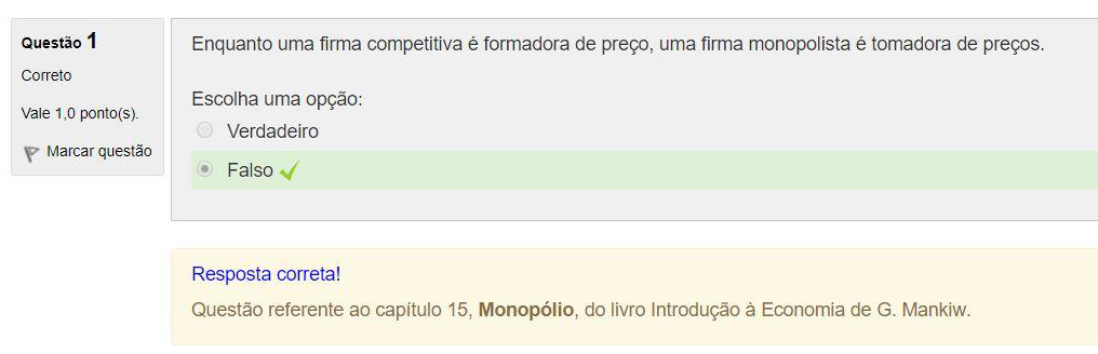 Questão 1
Correto
Vale 1,0 ponto(s).
Marcar questão
Enquanto uma firma competitiva é formadora de preço, uma firma monopolista é tomadora de preços.
Escolha uma opção:
Verdadeiro
Falso
Resposta correta!
Questão referente ao capítulo 15, Monopólio, do livro Introdução à Economia de G. Mankiw.